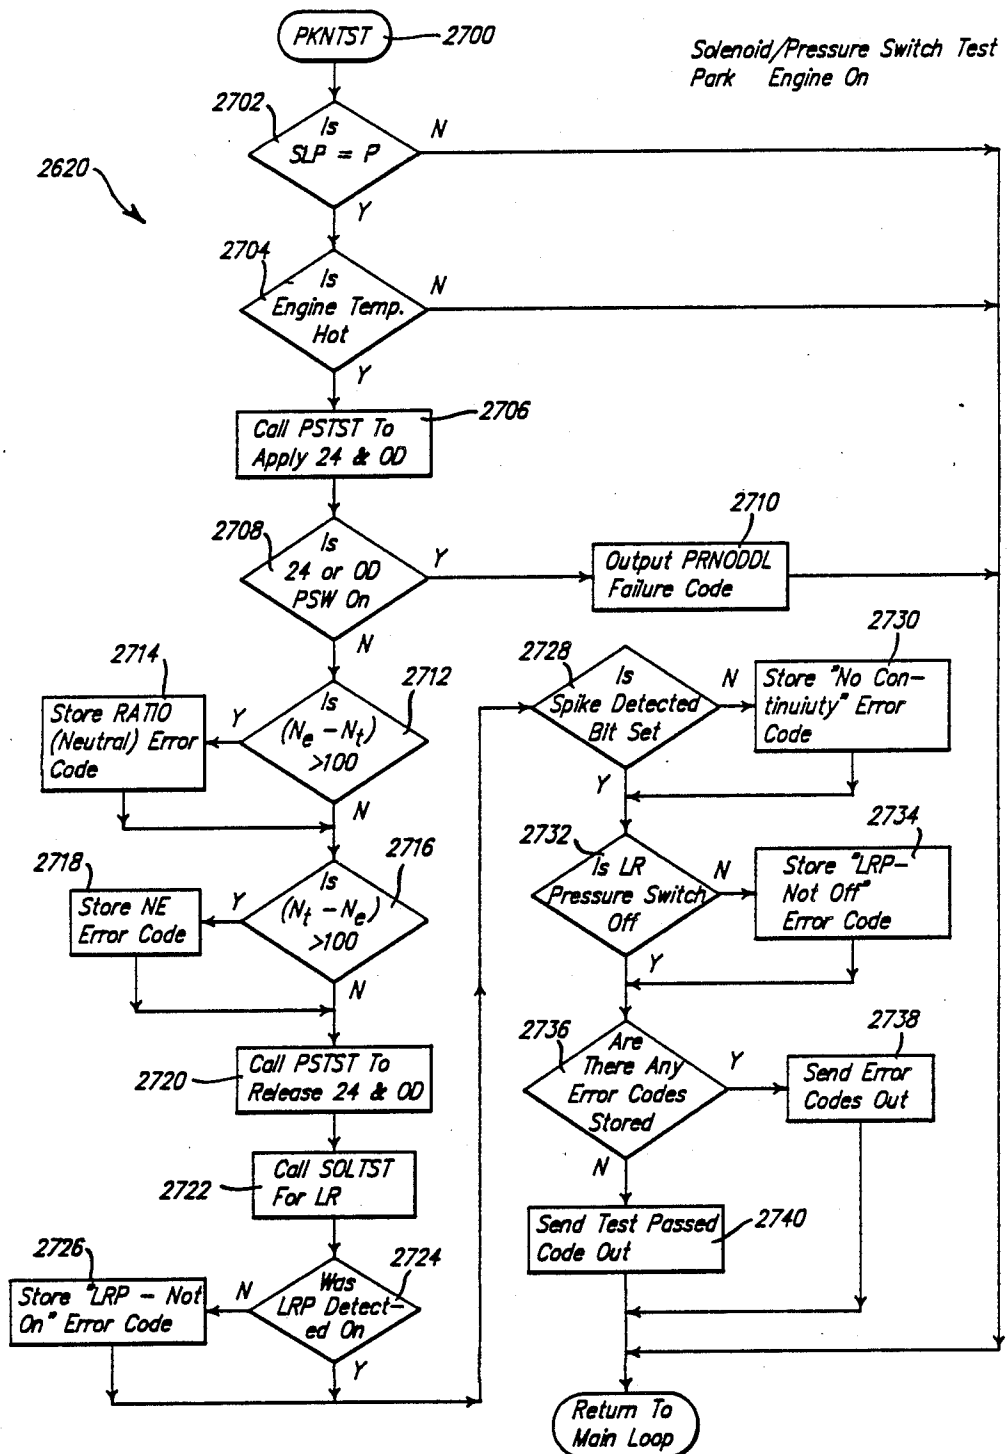 PKNTST
2700
Solenoid/Pressure Switch Test
Park Engine On
2702
Is
SLP = P
N
Y
2620
2704
Is
Engine Temp.
Hot
N
Y
2706
Call PSTST To
Apply 24 & OD
2708
Is
24 or OD
PSW On
Y
N
2710
Output PRNODDL
Failure Code
2712
Is
(Ne - Nt)
>100
Y
N
2714
Store RATIO
(Neutral) Error
Code
2716
Is
(Nt - Ne)
>100
Y
N
2718
Store NE
Error Code
2720
Call PSTST To
Release 24 & OD
2722
Call SOLTST
For LR
2724
Was
LRP Detect-
ed On
N
Y
2726
Store "LRP - Not
On" Error Code
2728
Is
Spike Detected
Bit Set
N
Y
2730
Store "No Con-
tinuiuty" Error
Code
2732
Is LR
Pressure Switch
Off
N
Y
2734
Store "LRP-
Not Off"
Error Code
2736
Are
There Any
Error Codes
Stored
Y
N
2738
Send Error
Codes Out
2740
Send Test Passed
Code Out
Return To
Main Loop